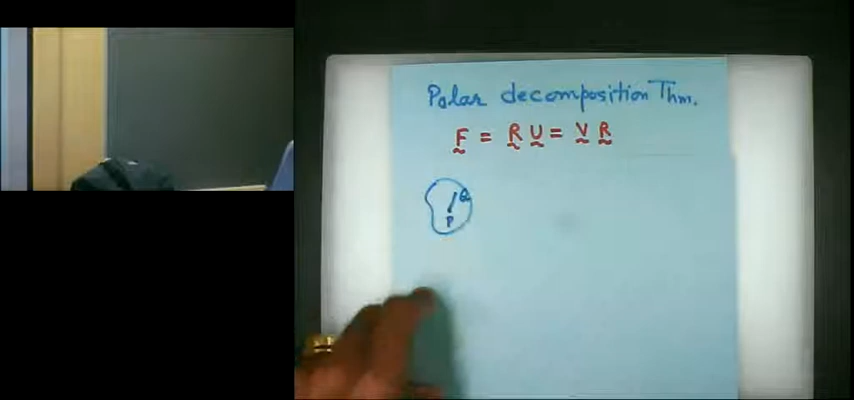 Polar decomposition Thm.
F = R U = V R
Q
P